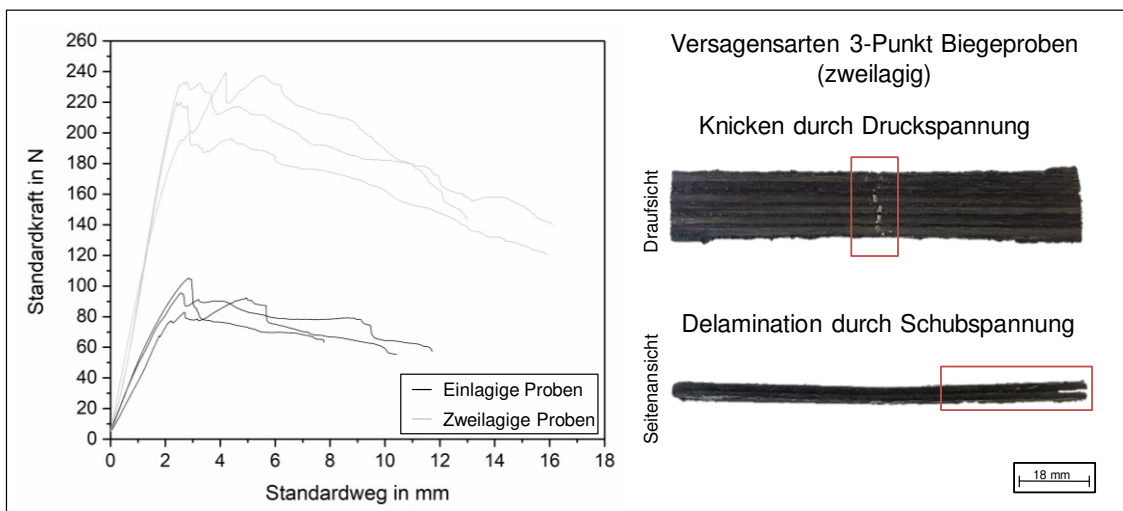 260
240
220
200
180
160
140
120
100
80
60
40
20
0
Standardkraft in N
0 2 4 6 8 10 12 14 16 18
Standardweg in mm
Einlagige Proben
Zweilagige Proben
Versagensarten 3-Punkt Biegeproben
(zweilagig)
Knicken durch Druckspannung
Draufsicht
Delamination durch Schubspannung
Seitenansicht
18 mm